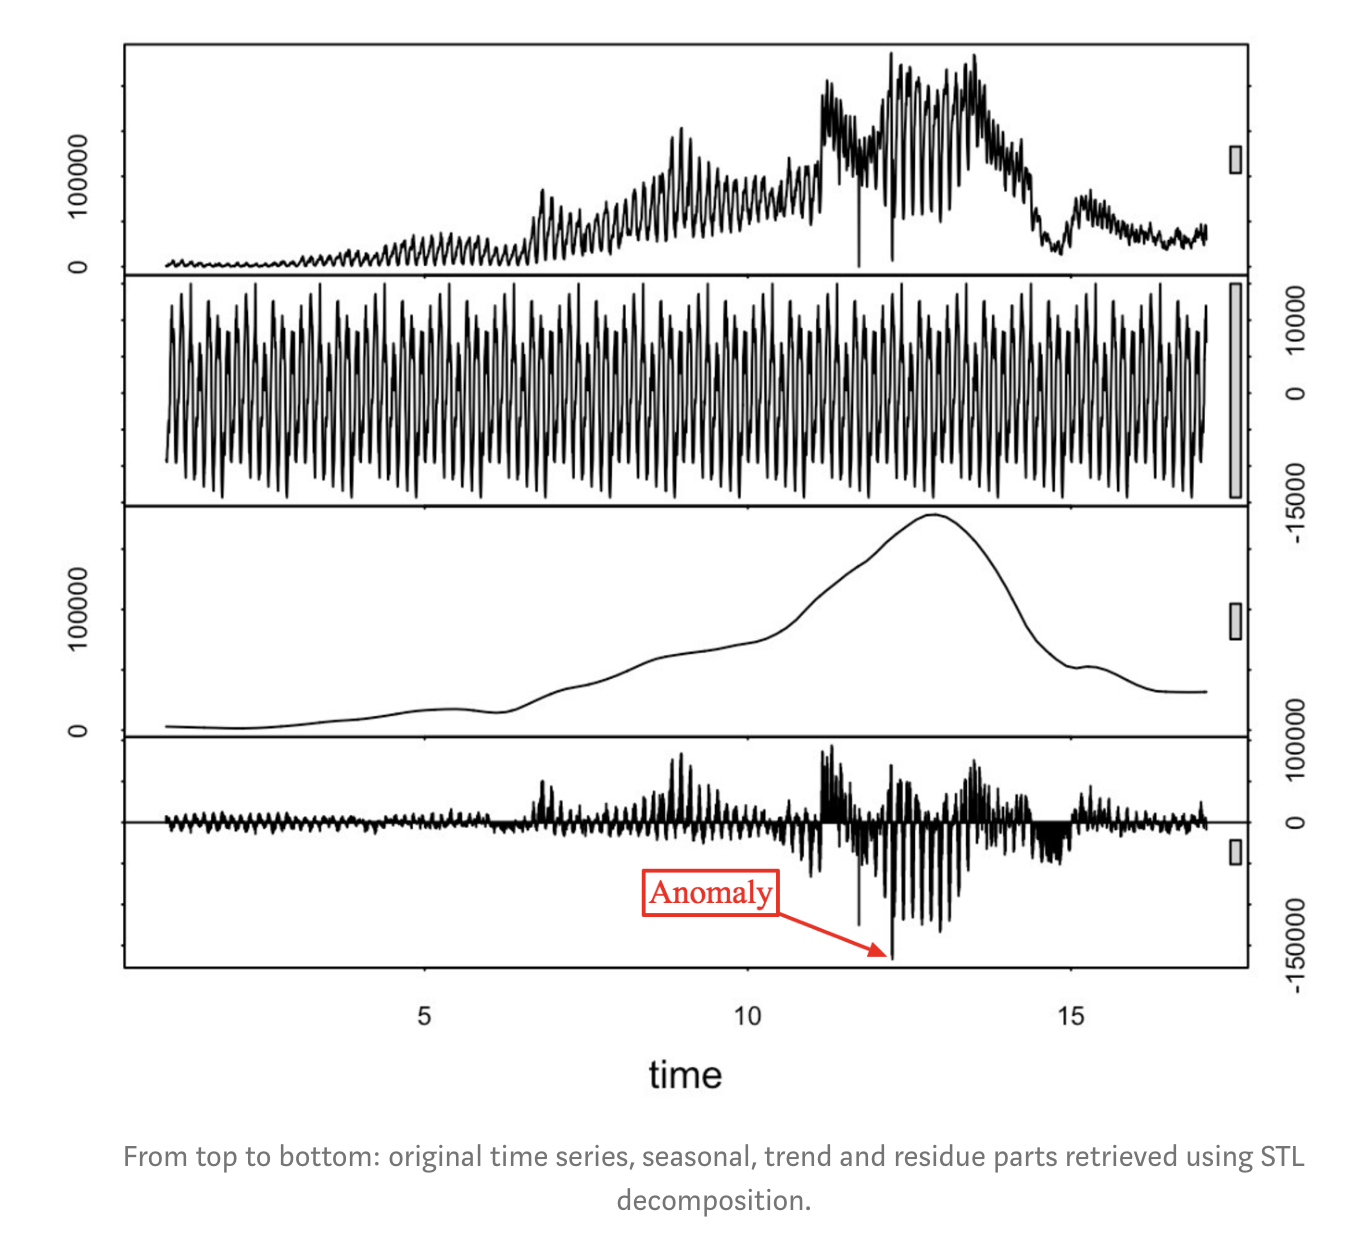 100000
0
10000
0
-15000
100000
0
100000
0
-150000
Anomaly
5 10 15
time
From top to bottom: original time series, seasonal, trend and residue parts retrieved using STL
decomposition.